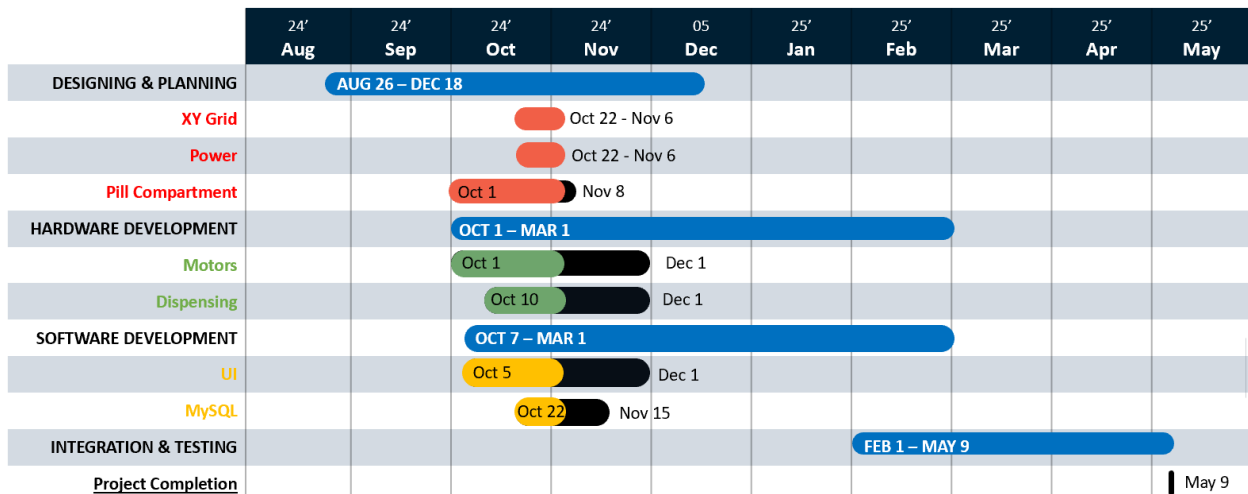 24’ 24’ 24’ 24’ 05 25’ 25’ 25’ 25’ 25’
Aug Sep Oct Nov Dec Jan Feb Mar Apr May
DESIGNING & PLANNING AUG 26 – DEC 18
XY Grid Oct 22 - Nov 6
Power Oct 22 - Nov 6
Pill Compartment Oct 1 Nov 8
HARDWARE DEVELOPMENT OCT 1 – MAR 1
Motors Oct 1 Dec 1
Dispensing Oct 10 Dec 1
SOFTWARE DEVELOPMENT OCT 7 – MAR 1
UI Oct 5 Dec 1
MySQL Oct 22 Nov 15
INTEGRATION & TESTING FEB 1 – MAY 9
Project Completion May 9